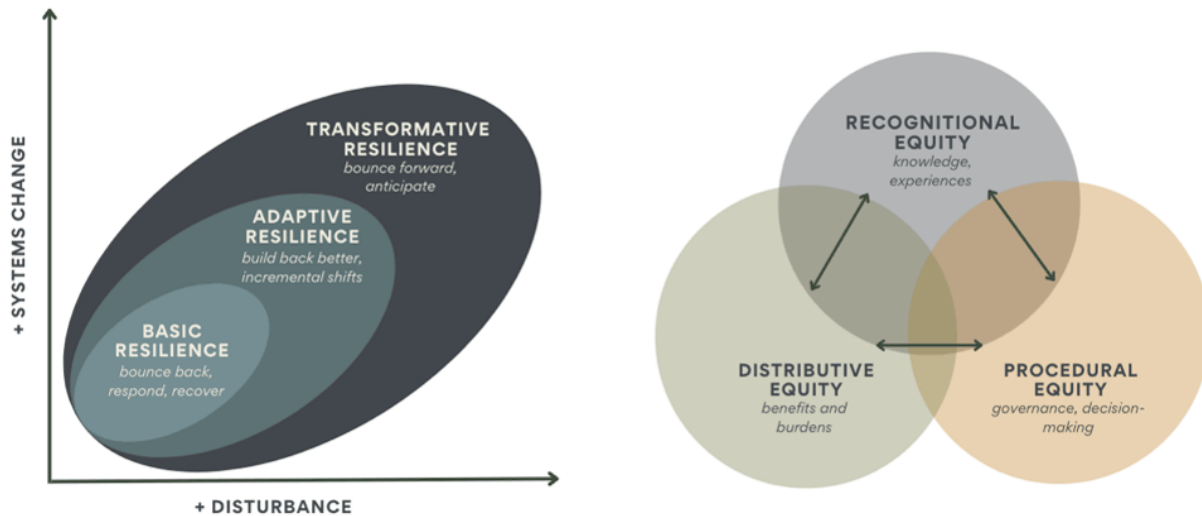 + SYSTEMS CHANGE
TRANSFORMATIVE
RESILIENCE
bounce forward,
anticipate
ADAPTIVE
RESILIENCE
build back better,
incremental shifts
BASIC
RESILIENCE
bounce back,
respond, recover
+ DISTURBANCE
RECOGNITIONAL
EQUITY
knowledge,
experiences
DISTRIBUTIVE
EQUITY
benefits and
burdens
PROCEDURAL
EQUITY
governance, decision-
making